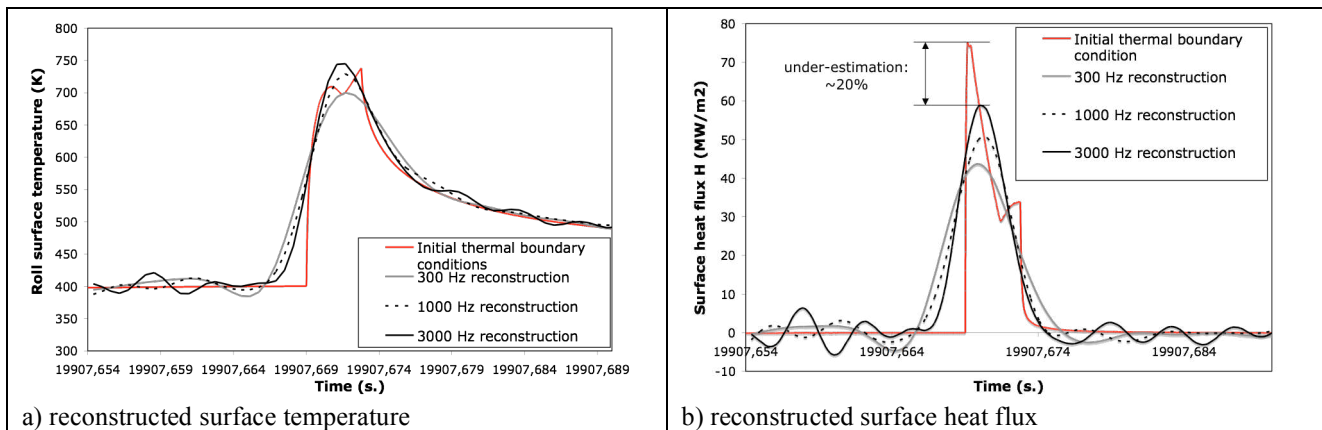 800
750
700
650
600
550
500
450
400
350
300
Roll surface temperature (K)
Initial thermal boundary
conditions
300 Hz reconstruction
1000 Hz reconstruction
3000 Hz reconstruction
19907,654 19907,659 19907,664 19907,669 19907,674 19907,679 19907,684 19907,689
Time (s.)
a) reconstructed surface temperature
80
70
60
50
40
30
20
10
0
-10
Surface heat flux H (MW/m2)
under-estimation:
~20%
Initial thermal boundary
condition
300 Hz reconstruction
1000 Hz reconstruction
3000 Hz reconstruction
19907,654 19907,664 19907,674 19907,684
Time (s.)
b) reconstructed surface heat flux